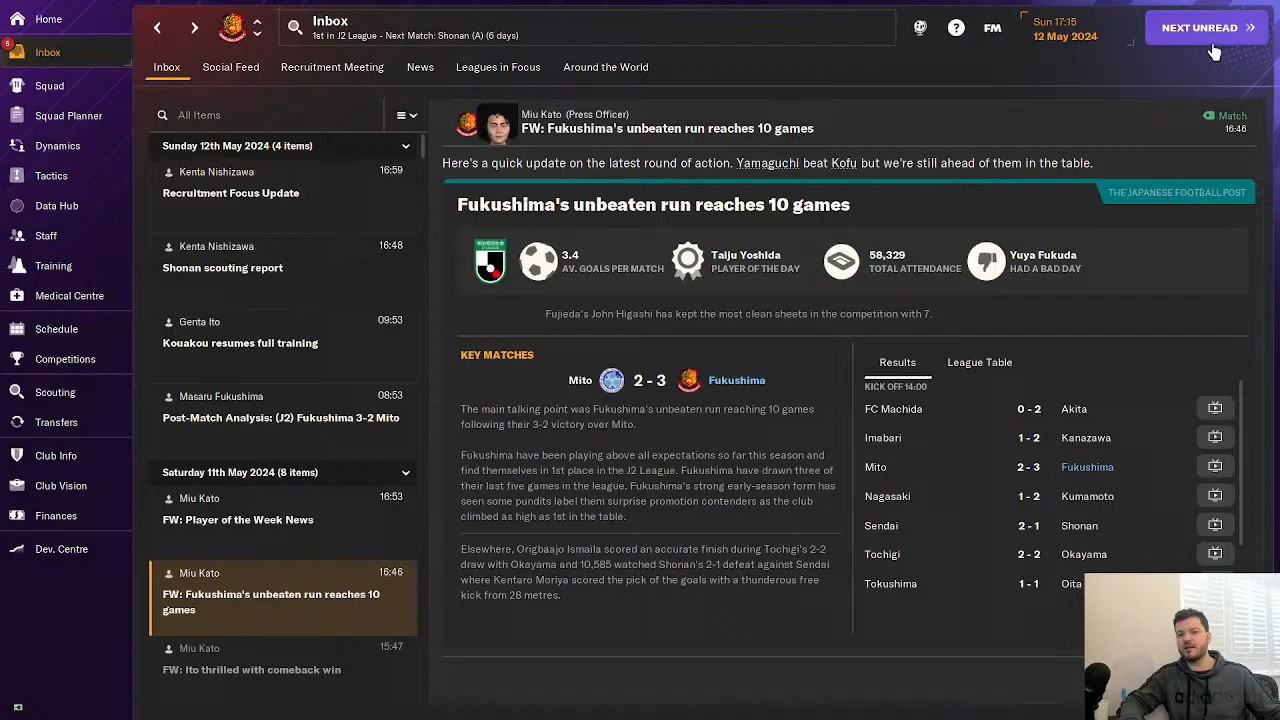 Home
6
Inbox
Squad
Squad Planner
Dynamics
Tactics
Data Hub
Staff
Training
Medical Centre
Schedule
Competitions
Scouting
Transfers
Club Info
Club Vision
Finances
Dev. Centre
Inbox
1st in J2 League - Next Match: Shonan (A) (6 days)
?
FM
Sun 17:15
12 May 2024
NEXT UNREAD
Inbox
Social Feed
Recruitment Meeting
News
Leagues in Focus
Around the World
All Items
Sunday 12th May 2024 (4 items)
Kenta Nishizawa 16:59
Recruitment Focus Update
Kenta Nishizawa 16:48
Shonan scouting report
Genta Ito 09:53
Kouakou resumes full training
Masaru Fukushima 08:53
Post-Match Analysis: (J2) Fukushima 3-2 Mito
Saturday 11th May 2024 (8 items)
Miu Kato 16:53
FW: Player of the Week News
Miu Kato 16:46
FW: Fukushima's unbeaten run reaches 10
games
Miu Kato 15:47
FW: Ito thrilled with comeback win
Miu Kato (Press Officer)
FW: Fukushima's unbeaten run reaches 10 games
Match
16:46
Here's a quick update on the latest round of action. Yamaguchi beat Kofu but we're still ahead of them in the table.
THE JAPANESE FOOTBALL POST
Fukushima's unbeaten run reaches 10 games
3.4
AV. GOALS PER MATCH
Taiju Yoshida
PLAYER OF THE DAY
58,329
TOTAL ATTENDANCE
Yuya Fukuda
HAD A BAD DAY
Fujieda's John Higashi has kept the most clean sheets in the competition with 7.
KEY MATCHES
Mito 2 - 3 Fukushima
The main talking point was Fukushima's unbeaten run reaching 10 games
following their 3-2 victory over Mito.
Fukushima have been playing above all expectations so far this season and
find themselves in 1st place in the J2 League. Fukushima have drawn three of
their last five games in the league. Fukushima's strong early-season form has
seen some pundits label them surprise promotion contenders as the club
climbed as high as 1st in the table.
Elsewhere, Origbaajo Ismaila scored an accurate finish during Tochigi's 2-2
draw with Okayama and 10,585 watched Shonan's 2-1 defeat against Sendai
where Kentaro Moriya scored the pick of the goals with a thunderous free
kick from 28 metres.
Results
League Table
KICK OFF 14:00
FC Machida 0 - 2 Akita
Imabari 1 - 2 Kanazawa
Mito 2 - 3 Fukushima
Nagasaki 1 - 2 Kumamoto
Sendai 2 - 1 Shonan
Tochigi 2 - 2 Okayama
Tokushima 1 - 1 Oita